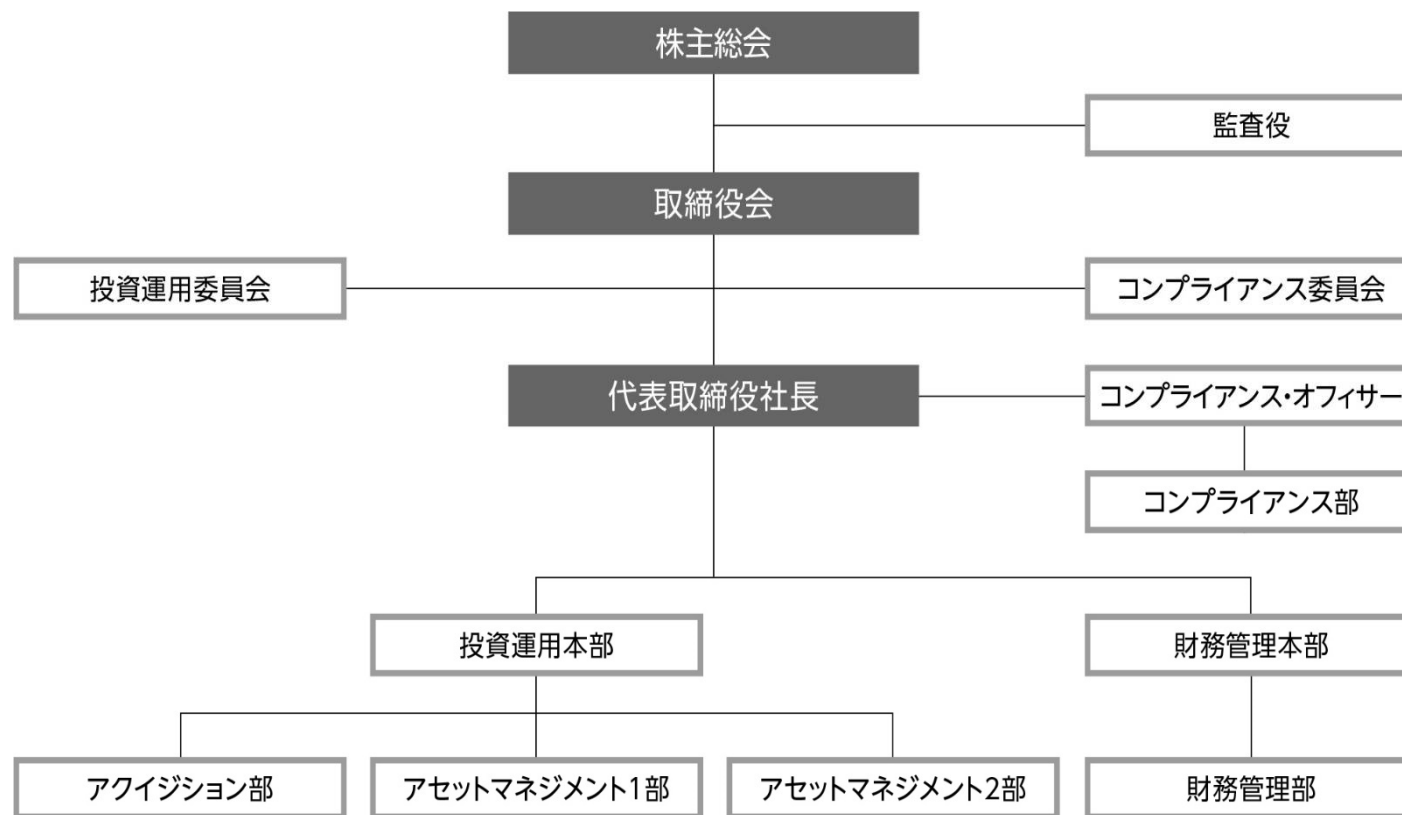 株主総会
監査役
取締役会
投資運用委員会
コンプライアンス委員会
代表取締役社長
コンプライアンス・オフィサー
コンプライアンス部
投資運用本部
財務管理本部
アクイジション部
アセットマネジメント1部
アセットマネジメント2部
財務管理部